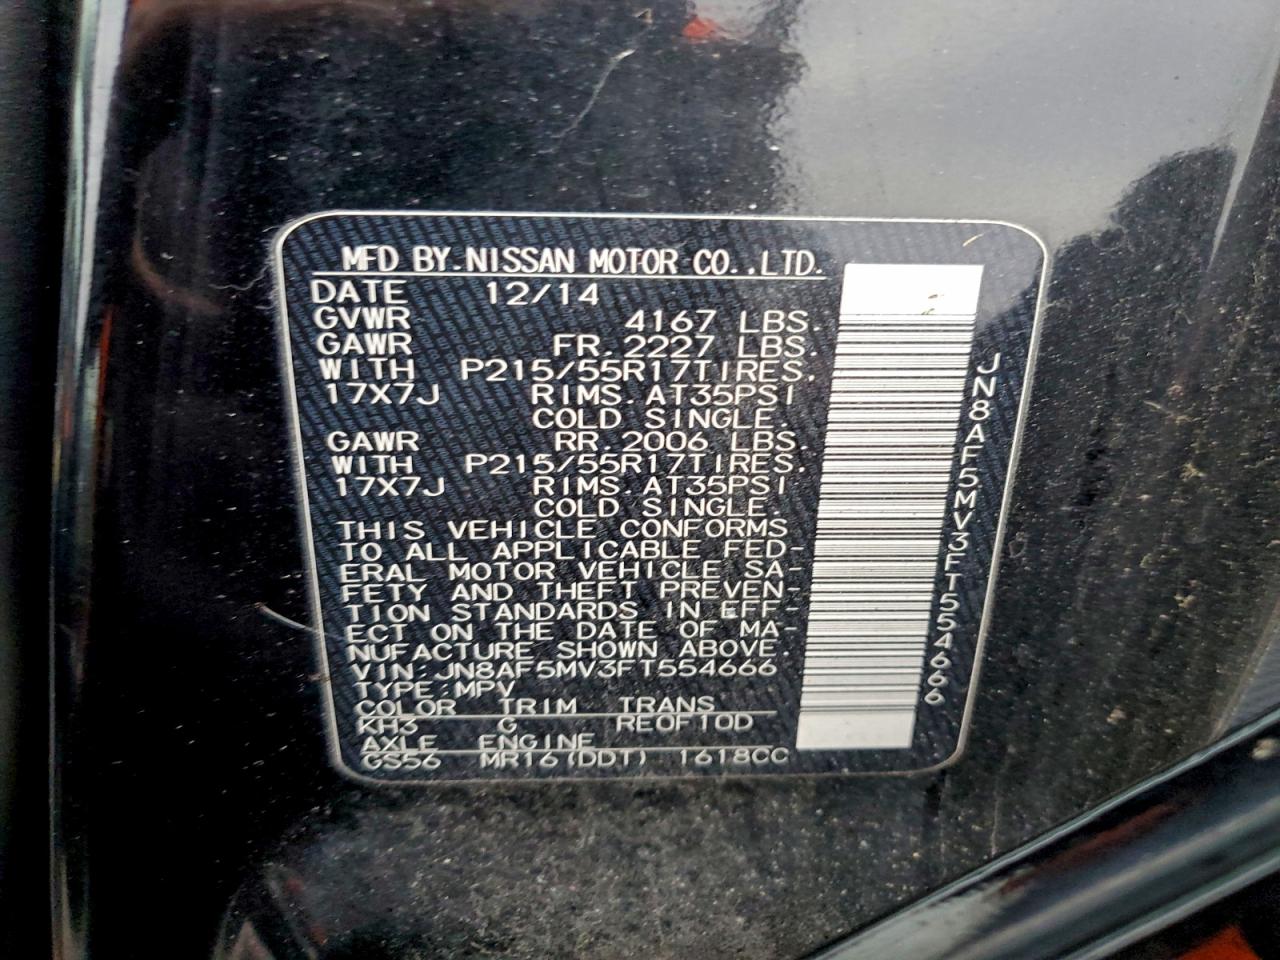 MFD BY.NISSAN MOTOR CO.,LTD.
DATE 12/14
GVWR 4167 LBS.
GAWR FR.2227 LBS.
WITH P215/55R17TIRES.
17X7J RIMS.AT35PSI
COLD SINGLE.
GAWR RR.2006 LBS.
WITH P215/55R17TIRES.
17X7J RIMS.AT35PSI
COLD SINGLE.
THIS VEHICLE CONFORMS
TO ALL APPLICABLE FED-
ERAL MOTOR VEHICLE SA-
FETY AND THEFT PREVEN-
TION STANDARDS IN EFF-
ECT ON THE DATE OF MA-
NUFACTURE SHOWN ABOVE.
VIN:JN8AF5MV3FT554666
TYPE:MPV
COLOR TRIM TRANS
KH3 G RE0F10D
AXLE ENGINE
GS56 MR16(DDT) 1618CC
JN8AF5MV3FT554666